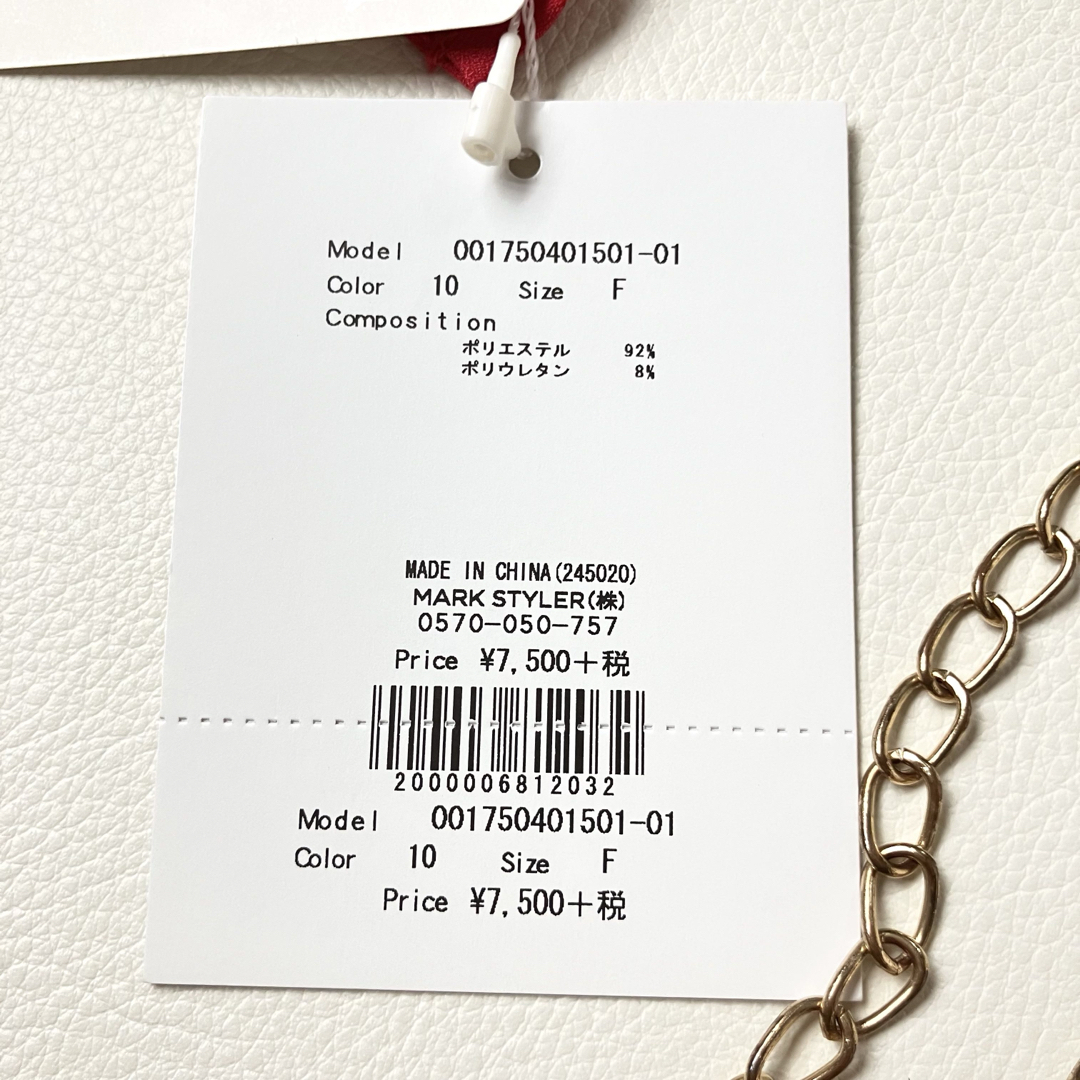 Model 001750401501-01
Color 10 Size F
Composition
ポリエステル 92%
ポリウレタン 8%
MADE IN CHINA(245020)
MARK STYLER(株)
0570-050-757
Price ¥7,500+税
2000006812032
Model 001750401501-01
Color 10 Size F
Price ¥7,500+税